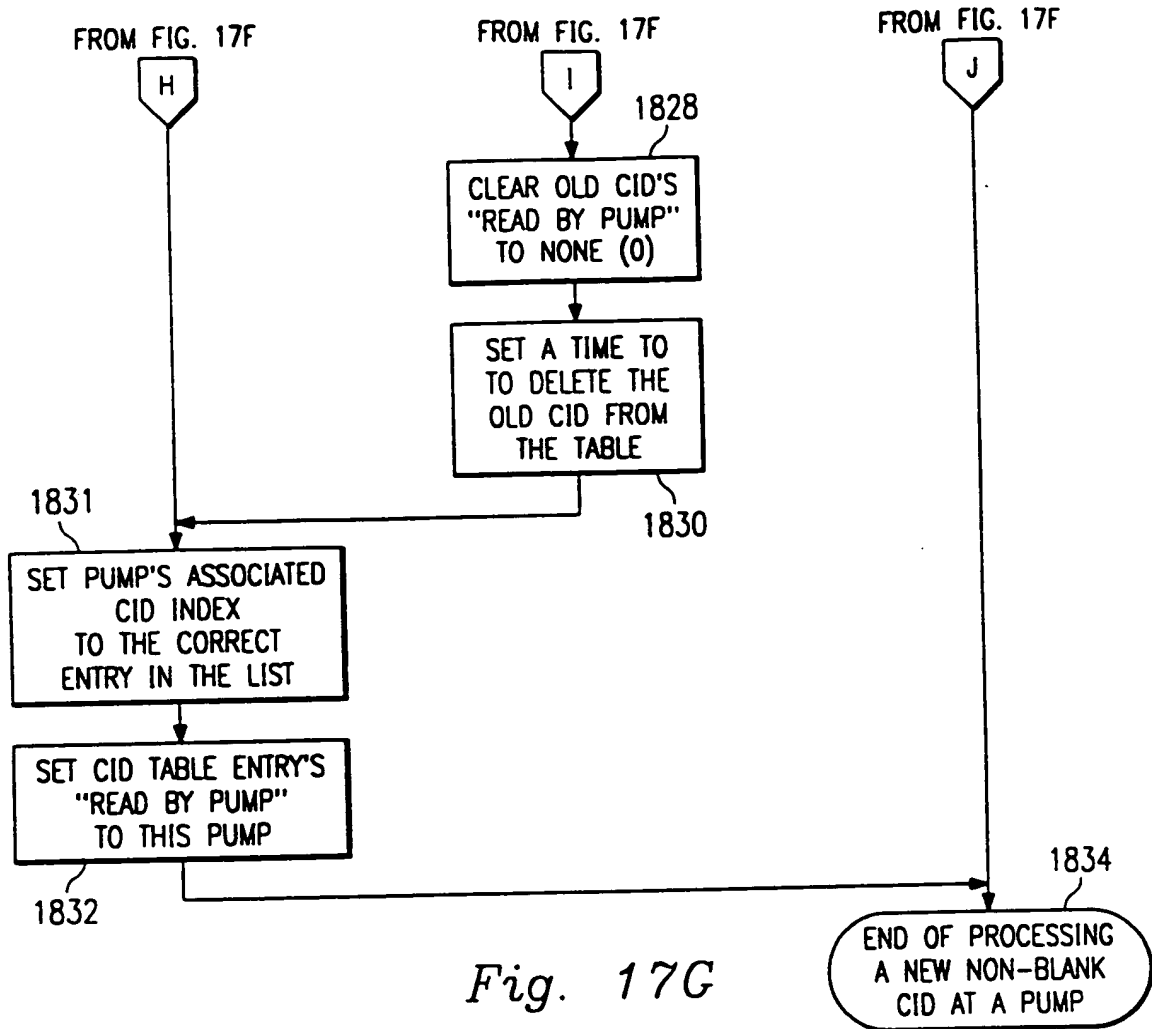 FROM FIG. 17F
H
FROM FIG. 17F
I
FROM FIG. 17F
J
1828
CLEAR OLD CID'S
"READ BY PUMP"
TO NONE (0)
SET A TIME TO
TO DELETE THE
OLD CID FROM
THE TABLE
1830
1831
SET PUMP'S ASSOCIATED
CID INDEX
TO THE CORRECT
ENTRY IN THE LIST
SET CID TABLE ENTRY'S
"READ BY PUMP"
TO THIS PUMP
1832
1834
END OF PROCESSING
A NEW NON-BLANK
CID AT A PUMP
Fig. 17G